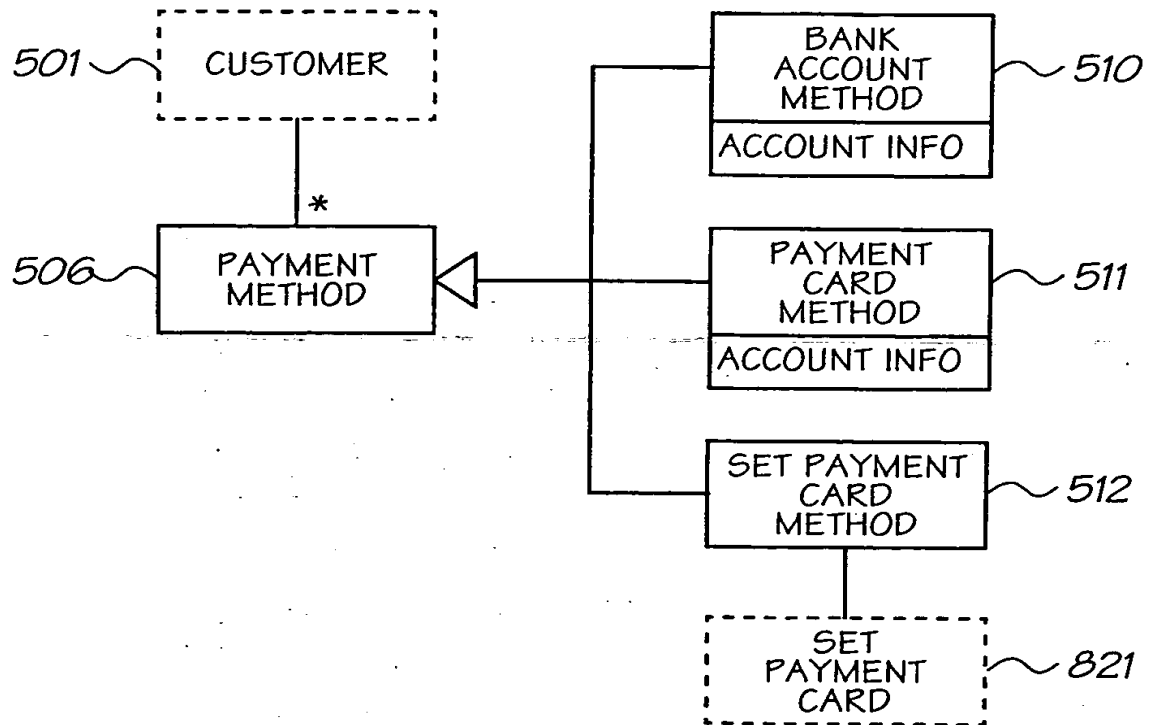 501
CUSTOMER
*
506
PAYMENT
METHOD
BANK
ACCOUNT
METHOD
ACCOUNT INFO
510
PAYMENT
CARD
METHOD
ACCOUNT INFO
511
SET PAYMENT
CARD
METHOD
512
SET
PAYMENT
CARD
821